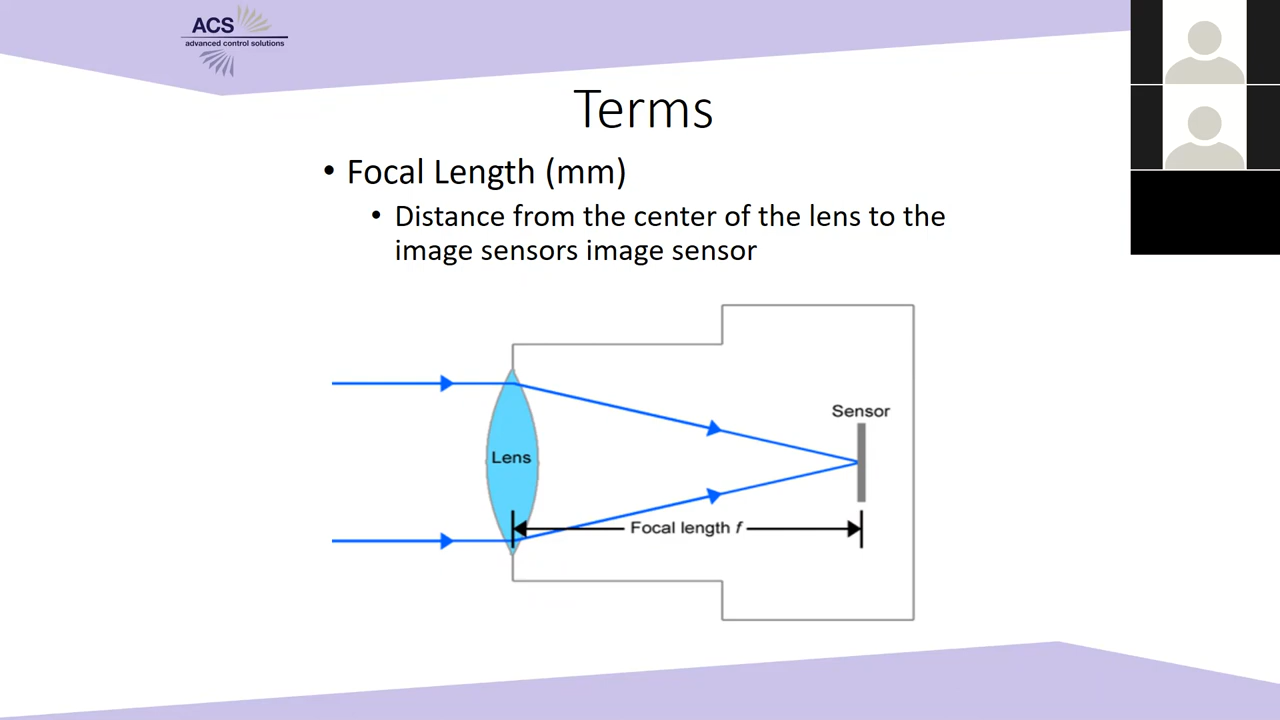 ACS
advanced control solutions
Terms
• Focal Length (mm)
• Distance from the center of the lens to the
image sensors image sensor
Sensor
Lens
Focal length f